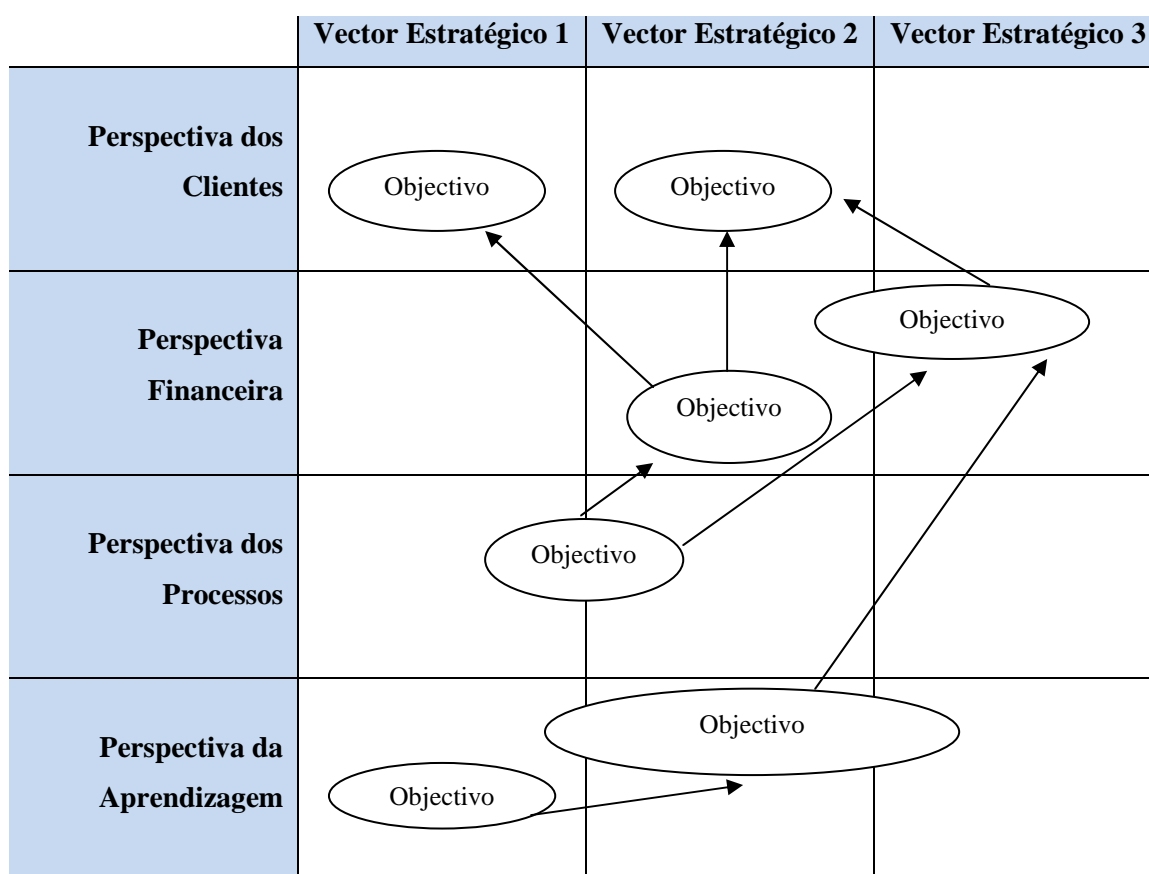 Vector Estratégico 1 Vector Estratégico 2 Vector Estratégico 3
Perspectiva dos
Clientes
Objectivo Objectivo
Perspectiva
Financeira
Objectivo
Objectivo
Perspectiva dos
Processos
Objectivo
Perspectiva da
Aprendizagem
Objectivo
Objectivo